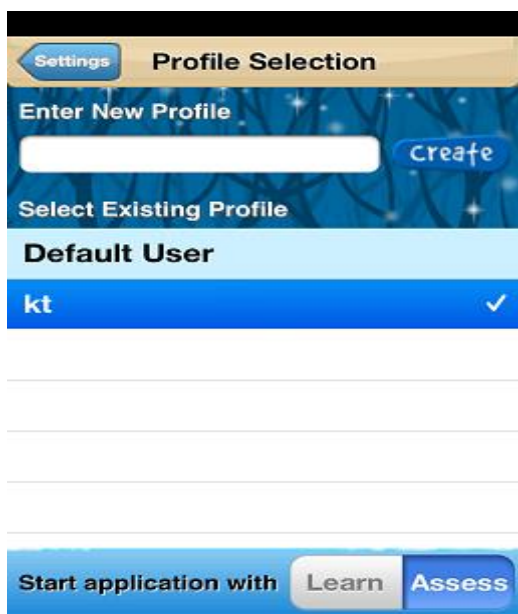 Settings Profile Selection
Enter New Profile
Create
Select Existing Profile
Default User
kt
Start application with Learn Assess